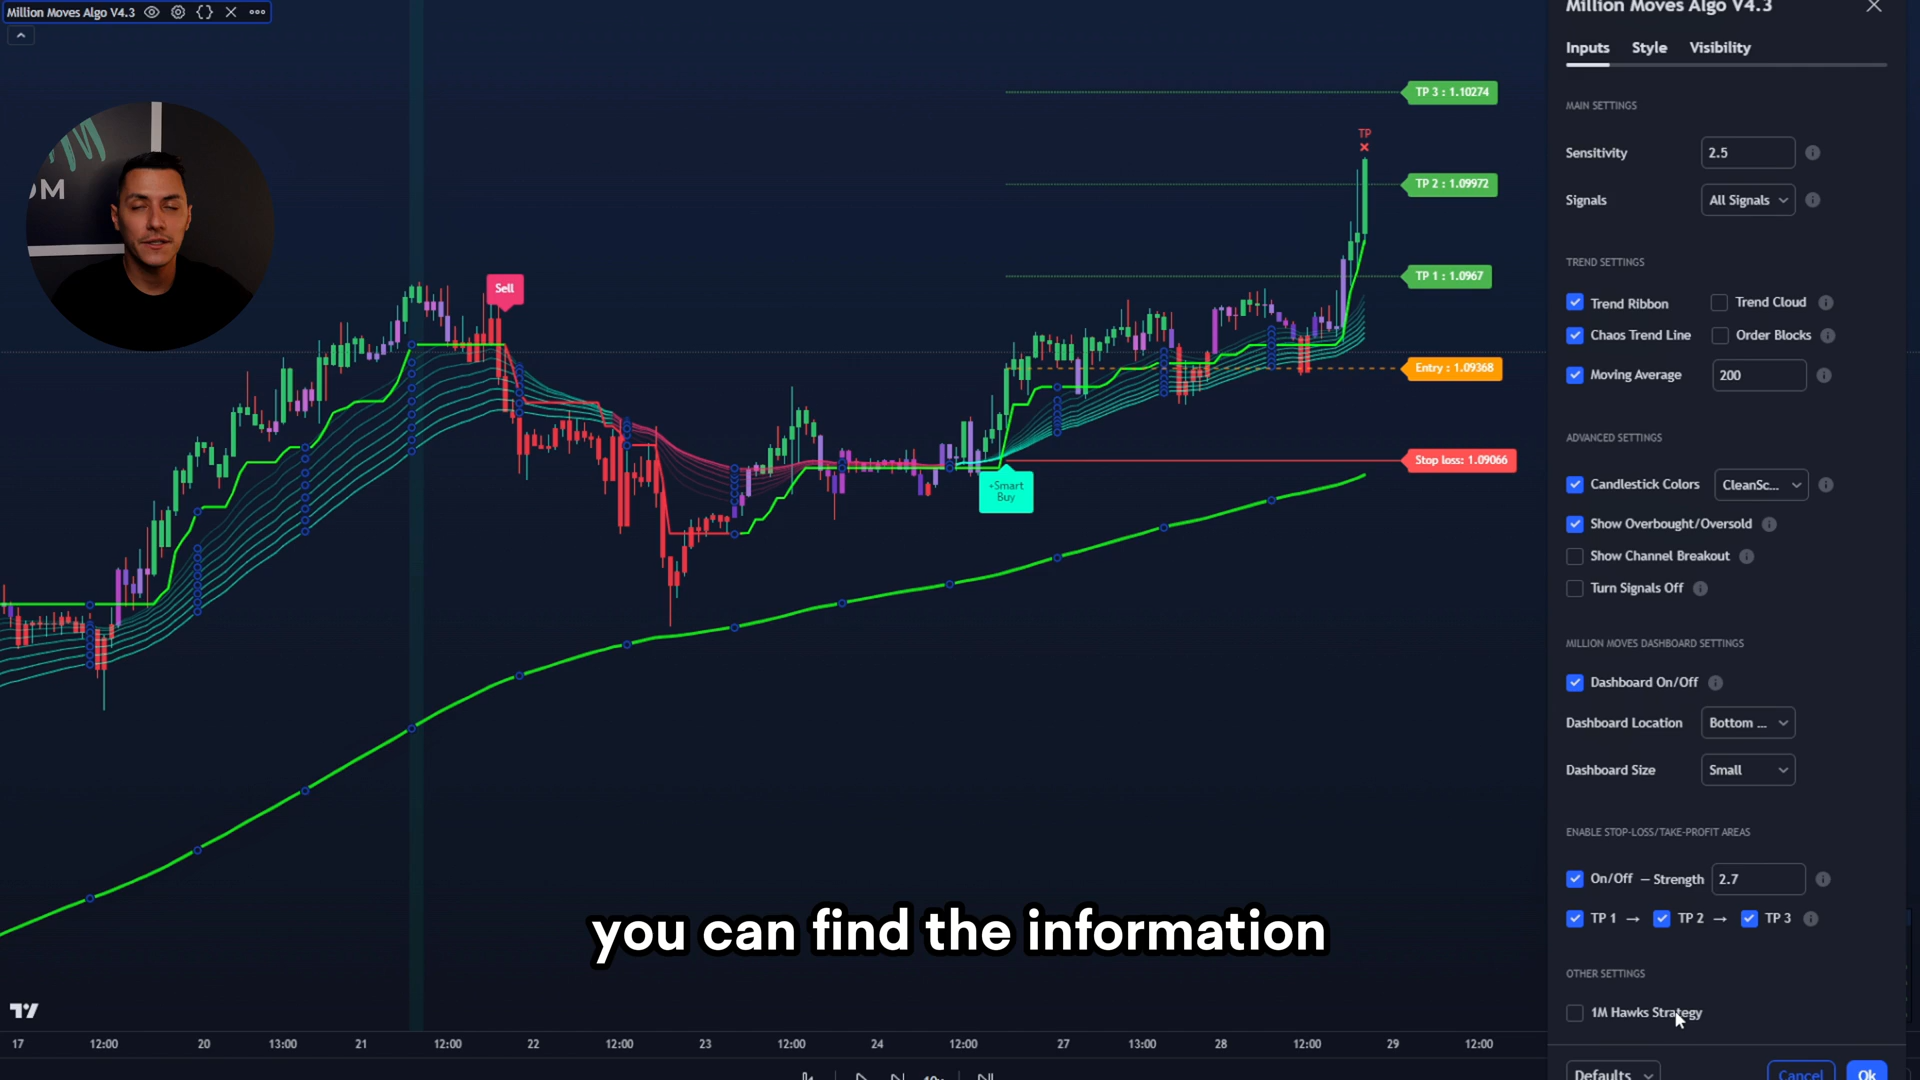 Million Moves Algo V4.3
OM
Sell
+Smart
Buy
TP
TP 3 : 1.10274
TP 2 : 1.09972
TP 1 : 1.0967
Entry : 1.09368
Stop loss: 1.09066
you can find the information
17 12:00 20 13:00 21 12:00 22 12:00 23 12:00 24 12:00 27 13:00 28 12:00 29 12:00
Million Moves Algo V4.3
Inputs Style Visibility
MAIN SETTINGS
Sensitivity 2.5
Signals All Signals
TREND SETTINGS
Trend Ribbon Trend Cloud
Chaos Trend Line Order Blocks
Moving Average 200
ADVANCED SETTINGS
Candlestick Colors CleanSc...
Show Overbought/Oversold
Show Channel Breakout
Turn Signals Off
MILLION MOVES DASHBOARD SETTINGS
Dashboard On/Off
Dashboard Location Bottom ...
Dashboard Size Small
ENABLE STOP-LOSS/TAKE-PROFIT AREAS
On/Off — Strength 2.7
TP 1 → TP 2 → TP 3
OTHER SETTINGS
1M Hawks Strategy
Defaults Cancel Ok